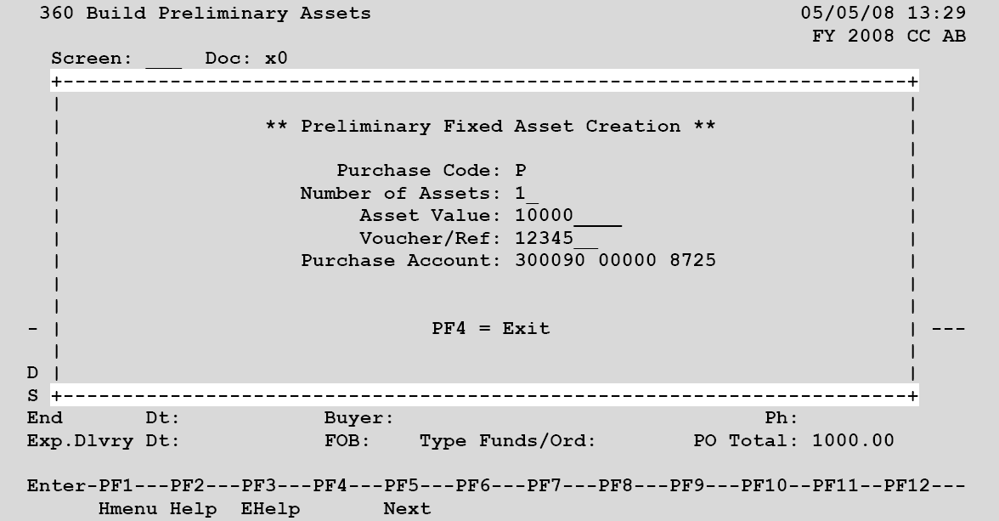 360 Build Preliminary Assets 05/05/08 13:29
FY 2008 CC AB
Screen: ___ Doc: x0
+------------------------------------------------------------------------+
** Preliminary Fixed Asset Creation **
Purchase Code: P
Number of Assets: 1_
Asset Value: 10000____
Voucher/Ref: 12345__
Purchase Account: 300090 00000 8725
- | PF4 = Exit | ---
D | |
S +------------------------------------------------------------------------+
End Dt: Buyer: Ph:
Exp.Dlvry Dt: FOB: Type Funds/Ord: PO Total: 1000.00
Enter-PF1---PF2---PF3---PF4---PF5---PF6---PF7---PF8---PF9---PF10--PF11--PF12---
Hmenu Help EHelp Next